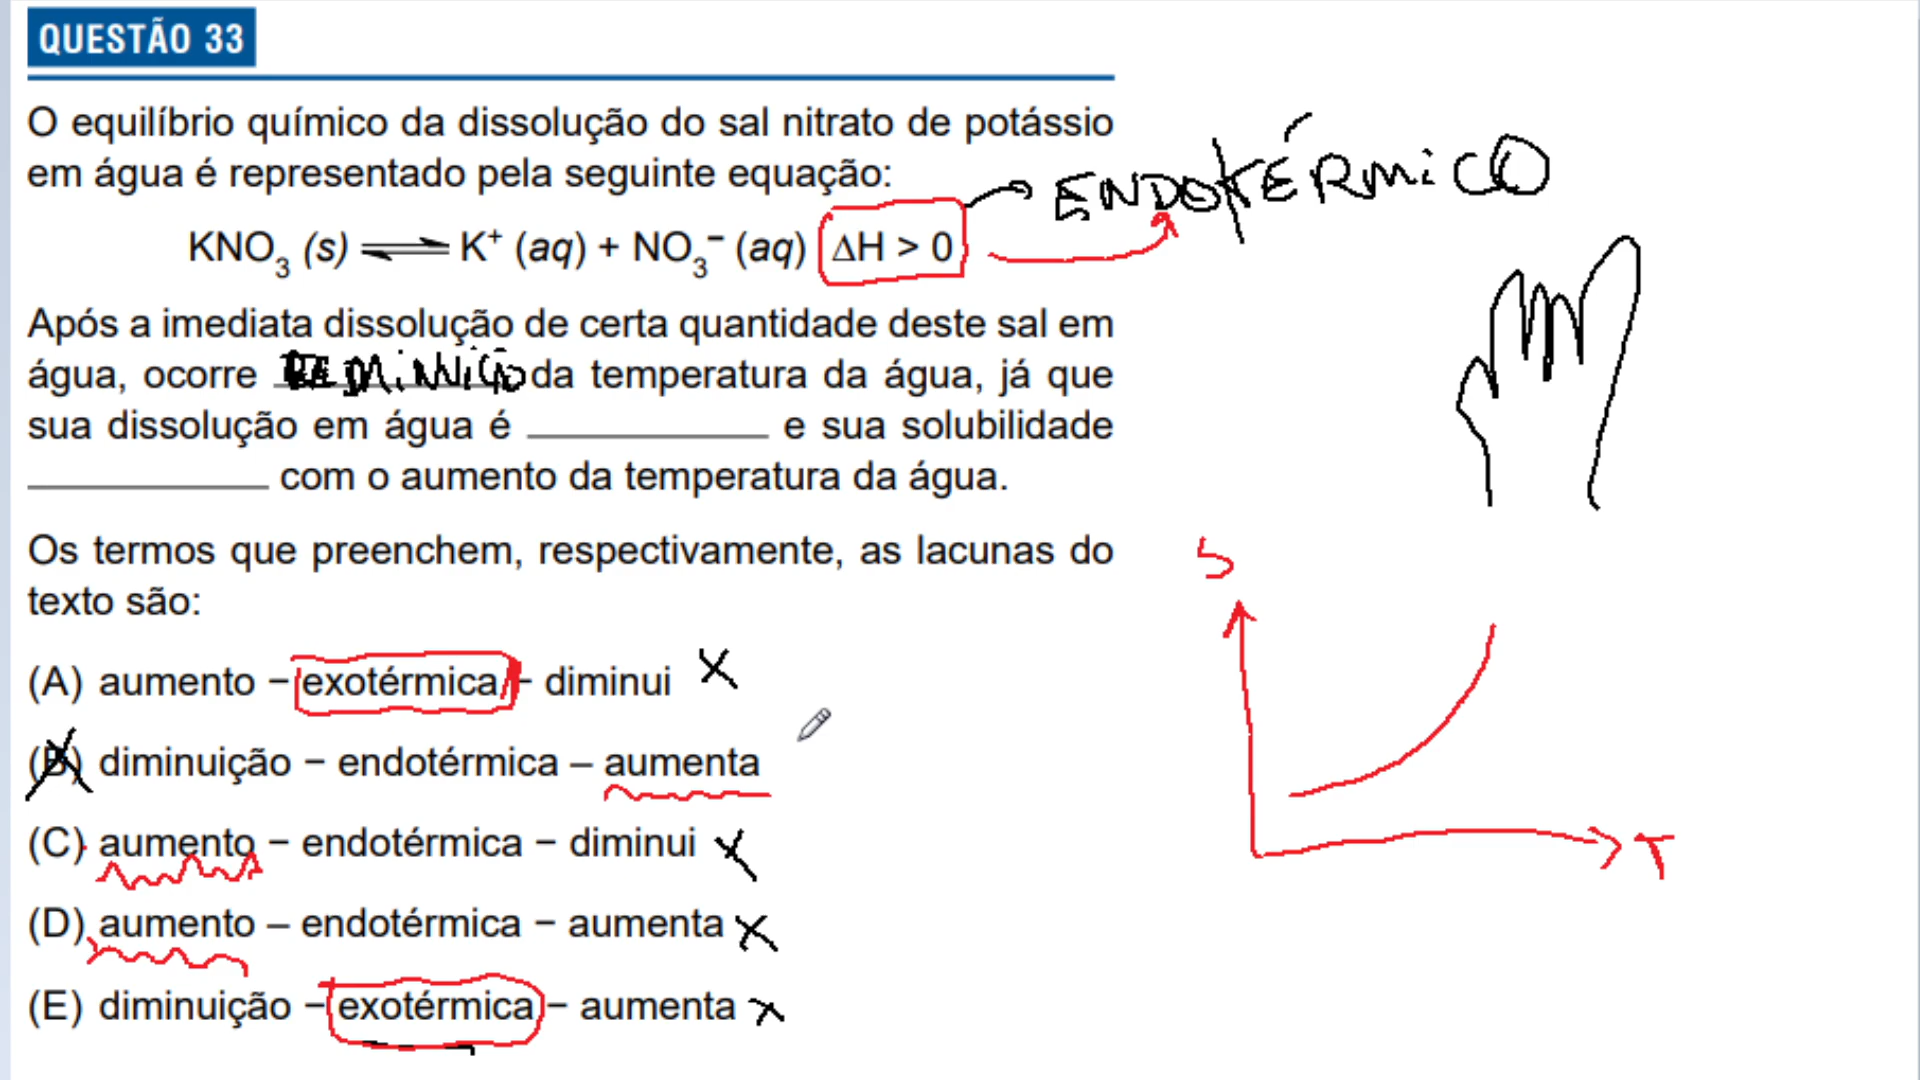 QUESTÃO 33
O equilíbrio químico da dissolução do sal nitrato de potássio
em água é representado pela seguinte equação:
ENDOTÉRMICO
KNO₃ (s) ⇌ K⁺ (aq) + NO₃⁻ (aq) ΔH > 0
Após a imediata dissolução de certa quantidade deste sal em
água, ocorre ____ da temperatura da água, já que
sua dissolução em água é ____ e sua solubilidade
____ com o aumento da temperatura da água.
Os termos que preenchem, respectivamente, as lacunas do
texto são:
S
(A) aumento − exotérmica − diminui X
(B) diminuição − endotérmica – aumenta
(C) aumento − endotérmica − diminui X
T
(D) aumento – endotérmica − aumenta X
(E) diminuição − exotérmica − aumenta X